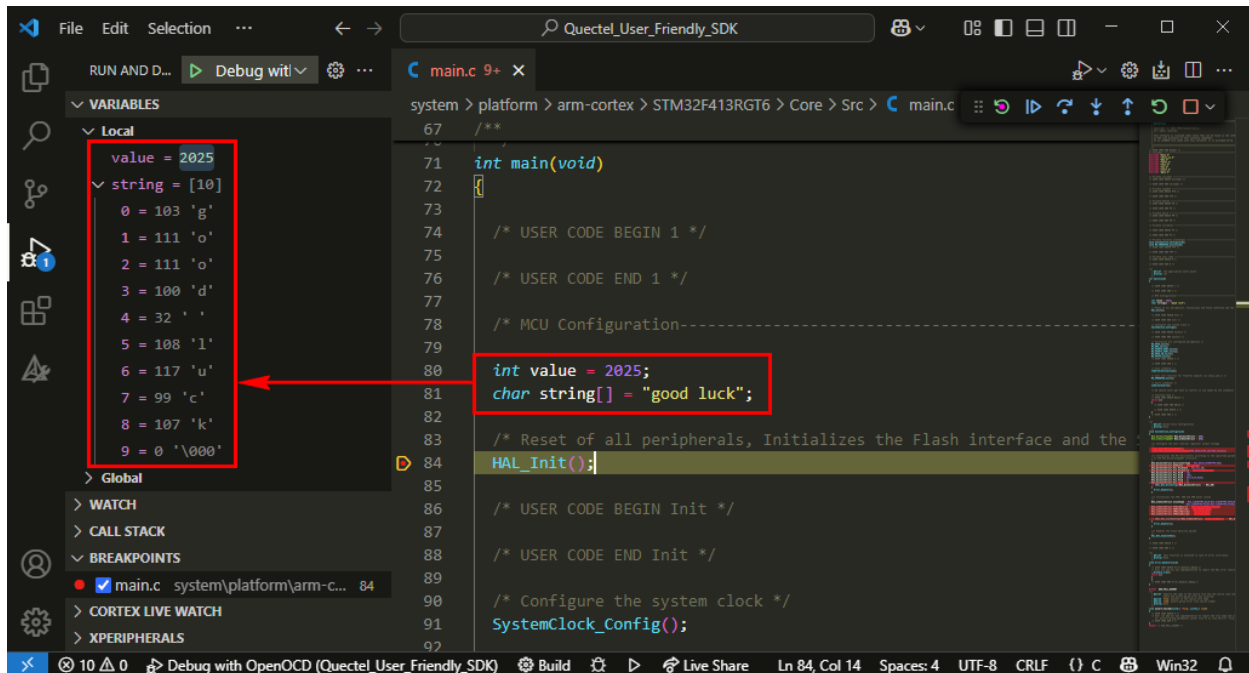 File Edit Selection ··· Quectel_User_Friendly_SDK
RUN AND D... Debug with
main.c 9+
VARIABLES
system > platform > arm-cortex > STM32F413RGT6 > Core > Src > C main.c
Local
value = 2025
string = [10]
0 = 103 'g'
1 = 111 'o'
2 = 111 'o'
3 = 100 'd'
4 = 32 ' '
5 = 108 'l'
6 = 117 'u'
7 = 99 'c'
8 = 107 'k'
9 = 0 '\000'
Global
WATCH
CALL STACK
BREAKPOINTS
main.c system\platform\arm-c... 84
CORTEX LIVE WATCH
XPERIPHERALS
1
67 /**
71 int main(void)
72 {
73
74 /* USER CODE BEGIN 1 */
75
76 /* USER CODE END 1 */
77
78 /* MCU Configuration--------------------------------------------------------
79
80 int value = 2025;
81 char string[] = "good luck";
82
83 /* Reset of all peripherals, Initializes the Flash interface and the
84 HAL_Init();
85
86 /* USER CODE BEGIN Init */
87
88 /* USER CODE END Init */
89
90 /* Configure the system clock */
91 SystemClock_Config();
92
10 0 Debug with OpenOCD (Quectel_User_Friendly_SDK) Build Live Share Ln 84, Col 14 Spaces: 4 UTF-8 CRLF {} C Win32